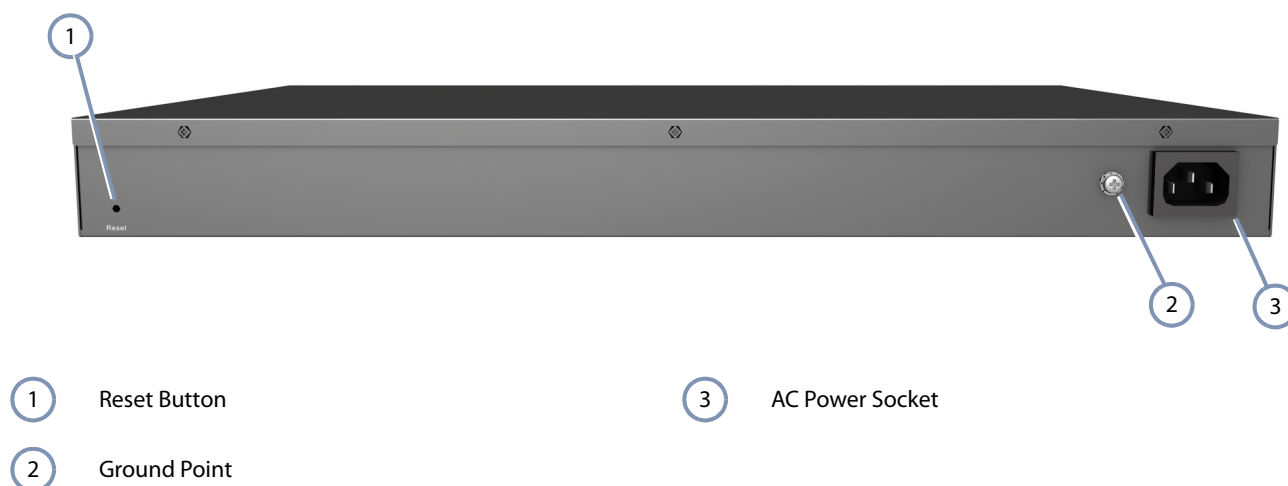 1
Reset
2
3
1 Reset Button
3 AC Power Socket
2 Ground Point